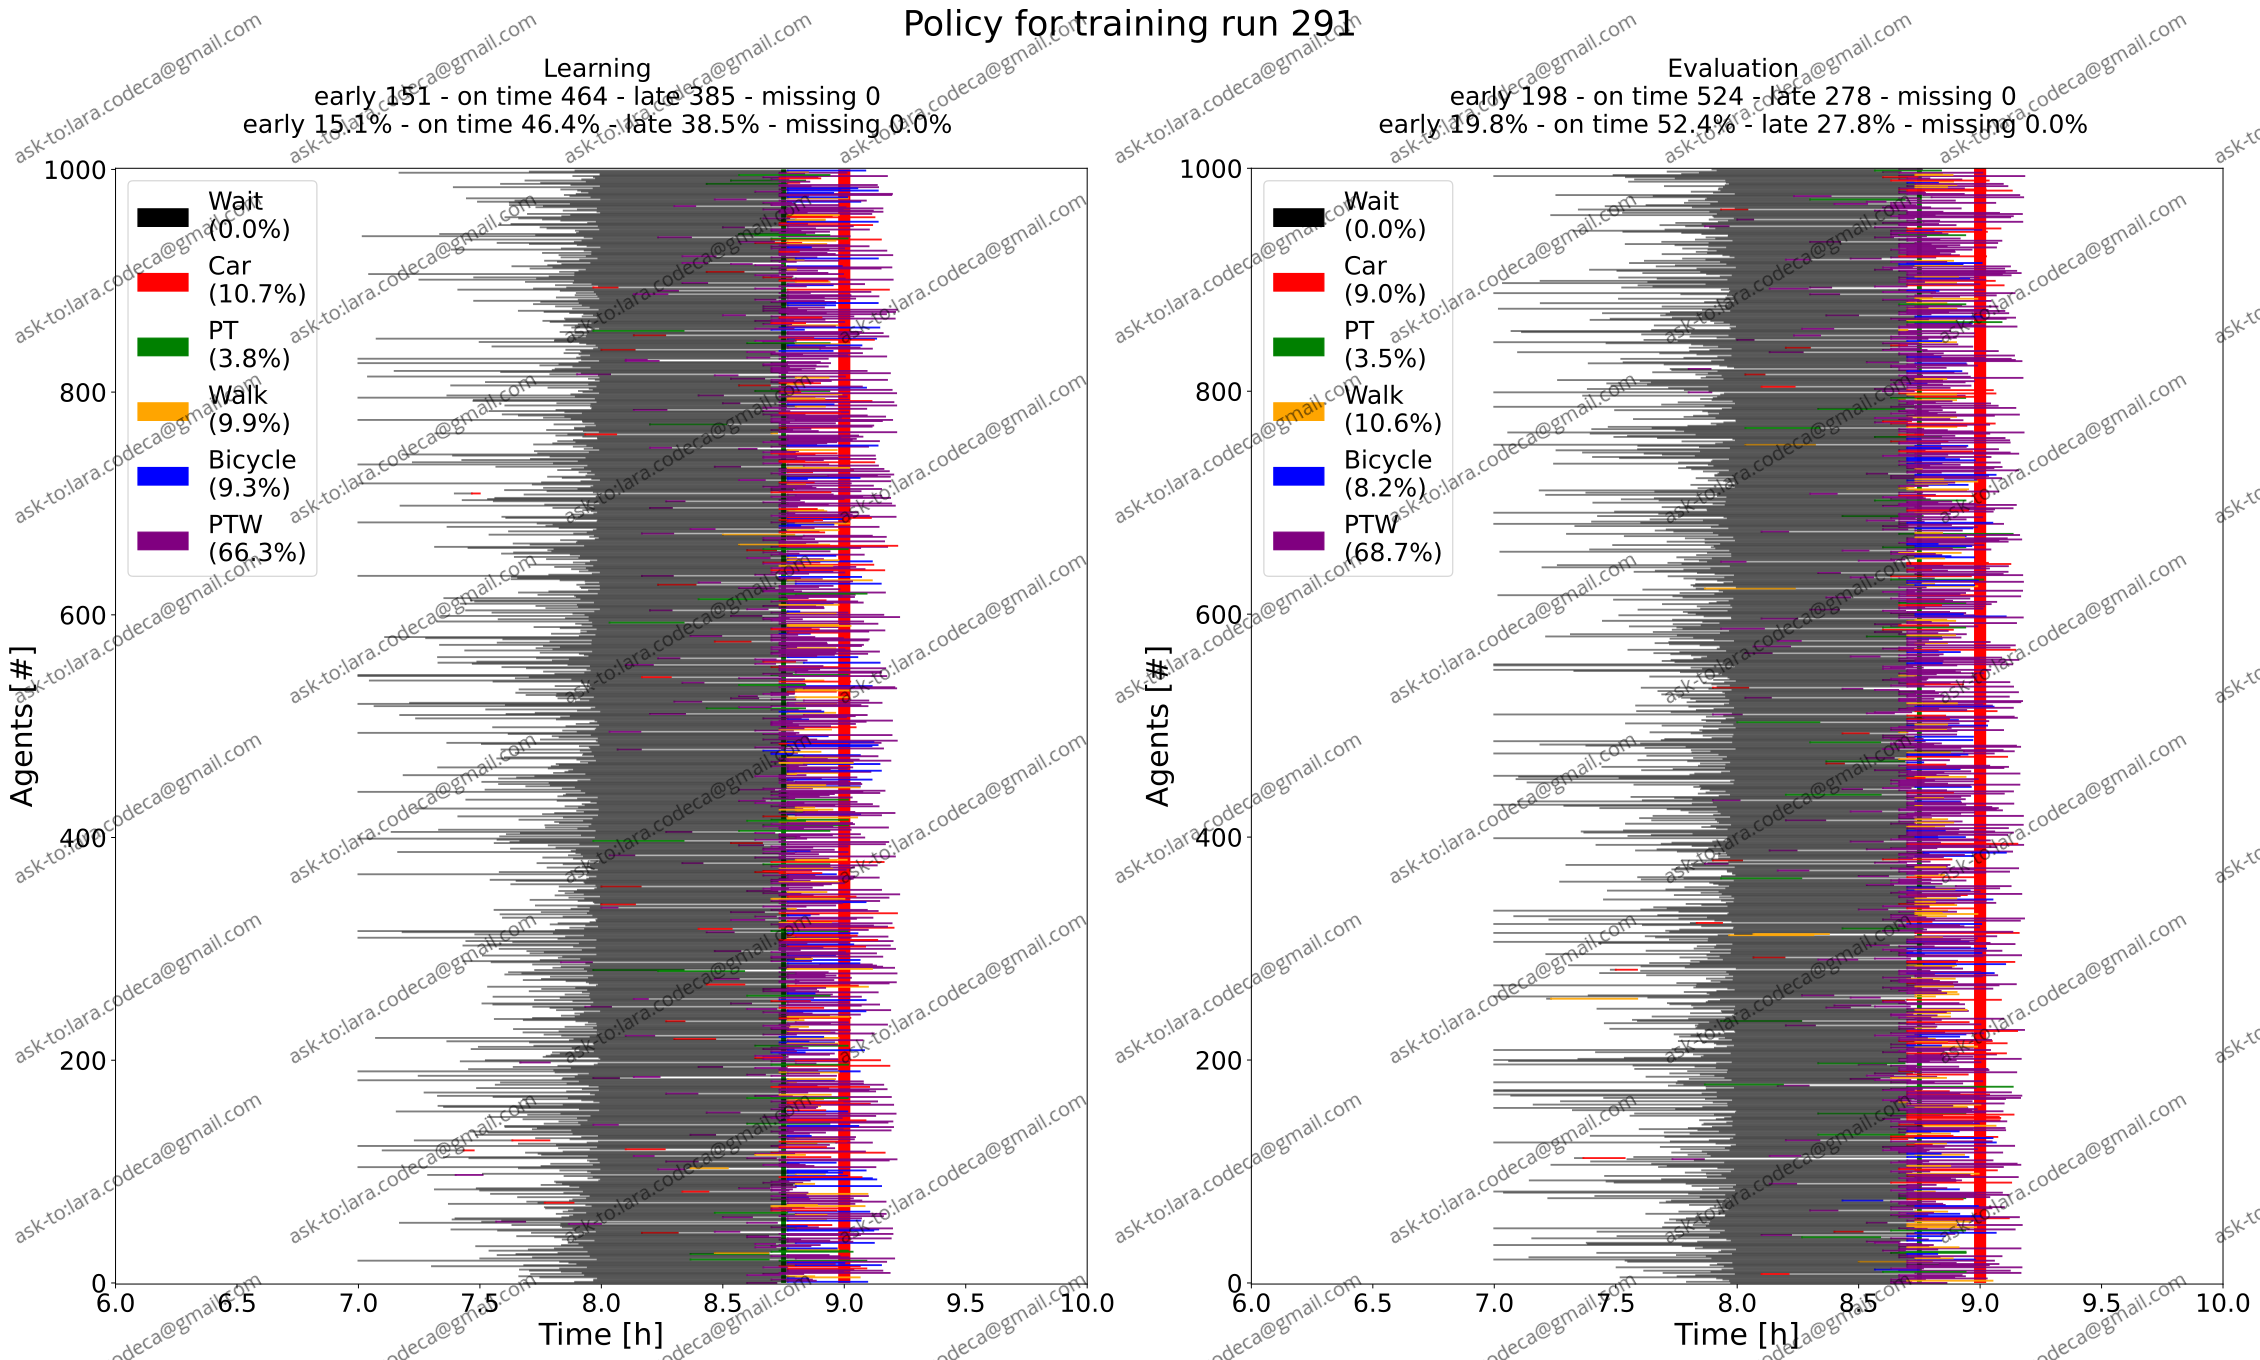 Policy for training run 291
Learning
early 151 - on time 464 - late 385 - missing 0
early 15.1% - on time 46.4% - late 38.5% - missing 0.0%
1000
800
600
400
200
0
Agents [#]
Wait
(0.0%)
Car
(10.7%)
PT
(3.8%)
Walk
(9.9%)
Bicycle
(9.3%)
PTW
(66.3%)
6.0 6.5 7.0 7.5 8.0 8.5 9.0 9.5 10.0
Time [h]
Evaluation
early 198 - on time 524 - late 278 - missing 0
early 19.8% - on time 52.4% - late 27.8% - missing 0.0%
1000
800
600
400
200
0
Agents [#]
Wait
(0.0%)
Car
(9.0%)
PT
(3.5%)
Walk
(10.6%)
Bicycle
(8.2%)
PTW
(68.7%)
6.0 6.5 7.0 7.5 8.0 8.5 9.0 9.5 10.0
Time [h]
ask-to:lara.codeca@gmail.com